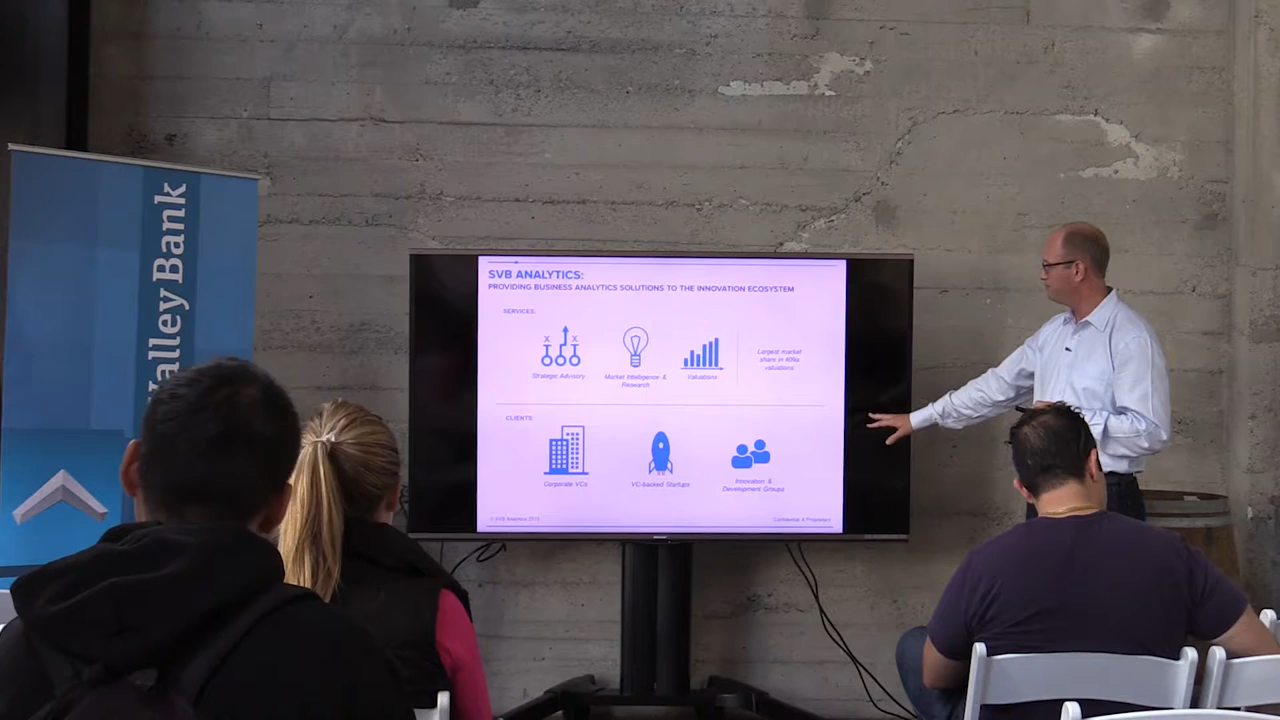 Valley Bank
SVB ANALYTICS:
PROVIDING BUSINESS ANALYTICS SOLUTIONS TO THE INNOVATION ECOSYSTEM
SERVICES:
X X
Strategic Advisory
Market Intelligence &
Research
Valuations
Largest market
share in 409a
valuations
CLIENTS:
Corporate VCs
VC-backed Startups
Innovation &
Development Groups
Confidential & Proprietary